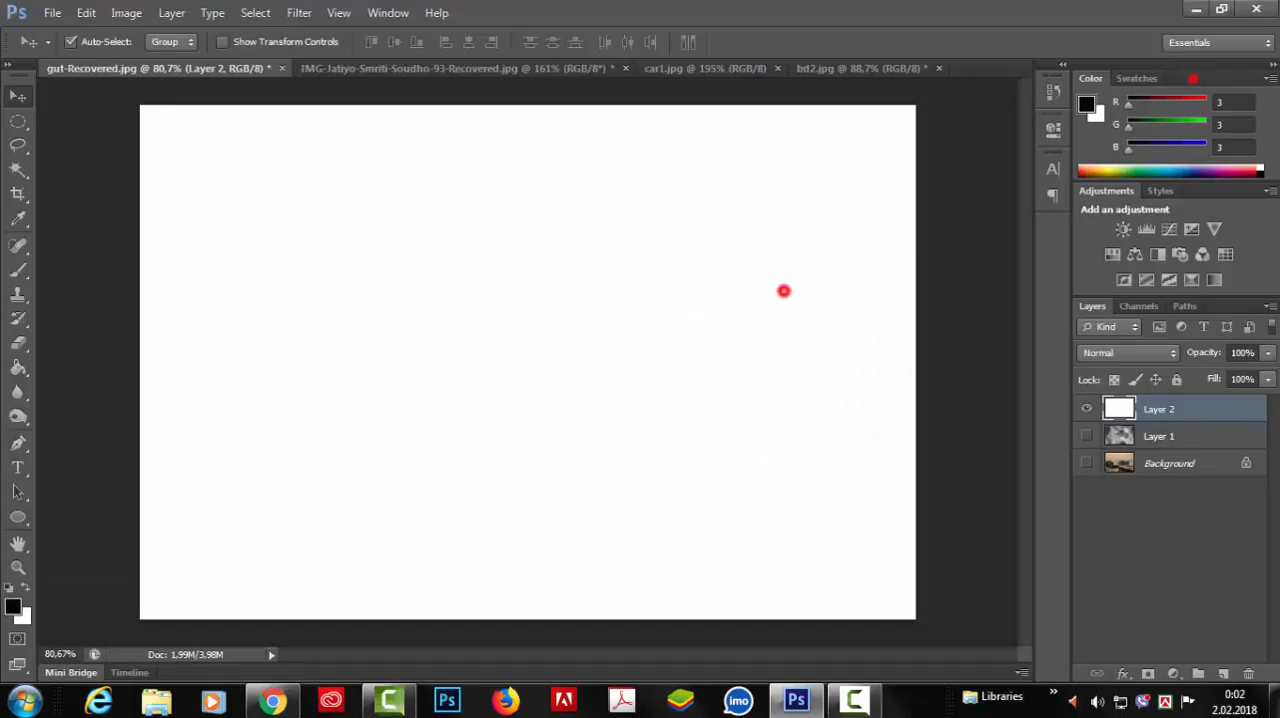 Ps File Edit Image Layer Type Select Filter View Window Help
Auto-Select: Group Show Transform Controls Essentials
gut-Recovered.jpg @ 80,7% (Layer 2, RGB/8) * × IMG-Jatiyo-Smriti-Soudho-93-Recovered.jpg @ 161% (RGB/8*) * × car1.jpg @ 195% (RGB/8) × bd2.jpg @ 88,7% (RGB/8) * ×
Color Swatches
R 3
G 3
B 3
Adjustments Styles
Add an adjustment
Layers Channels Paths
Kind
Normal Opacity: 100%
Lock: Fill: 100%
Layer 2
Layer 1
Background
80,67% Doc: 1,99M/3,98M
Mini Bridge Timeline
Libraries
0:02
2.02.2018